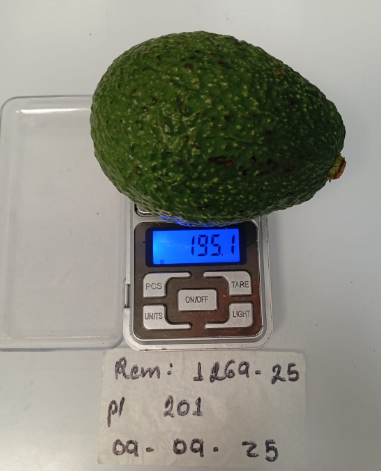 195.1
PCS
TARE
ON/OFF
UNITS
LIGHT
Rem: 1269-25
pl 201
09-09-25